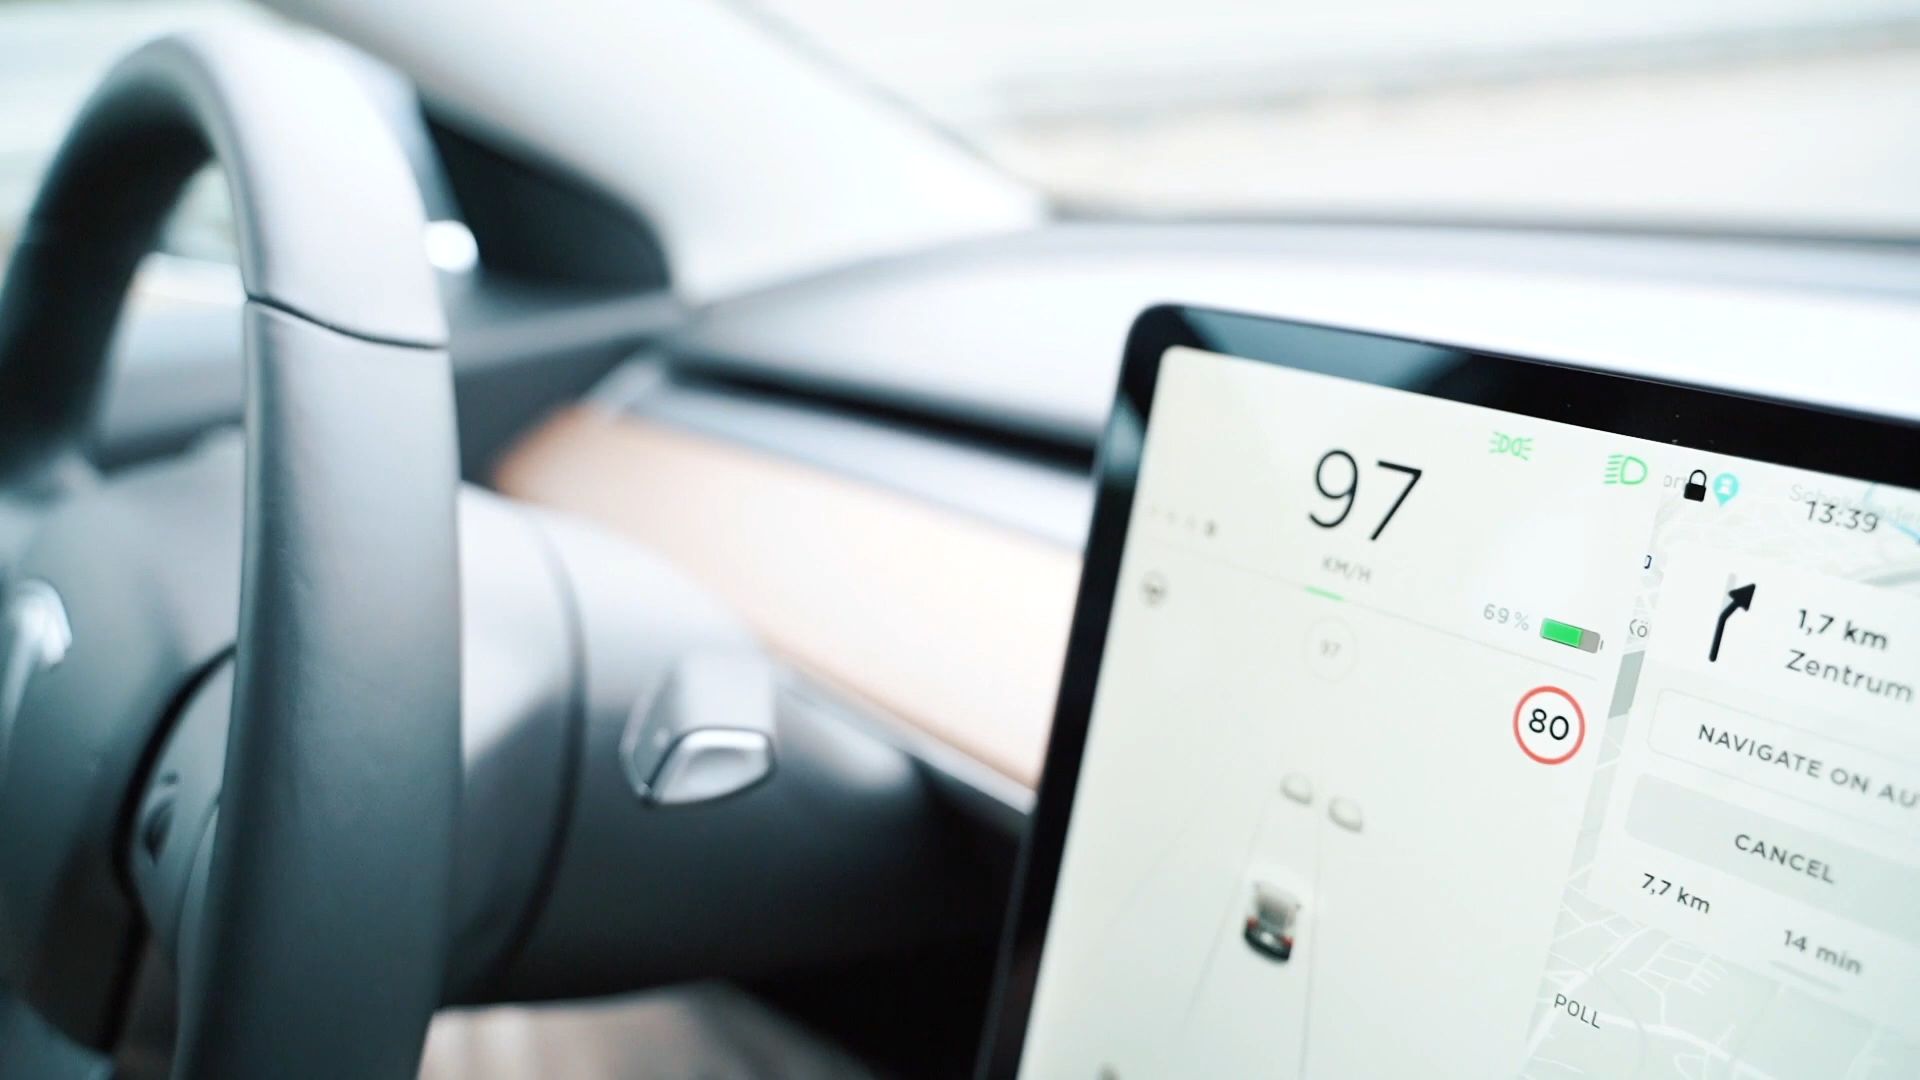 97
KM/H
69 %
97
80
13:39
1,7 km
Zentrum
NAVIGATE ON AU
CANCEL
7,7 km
14 min
POLL